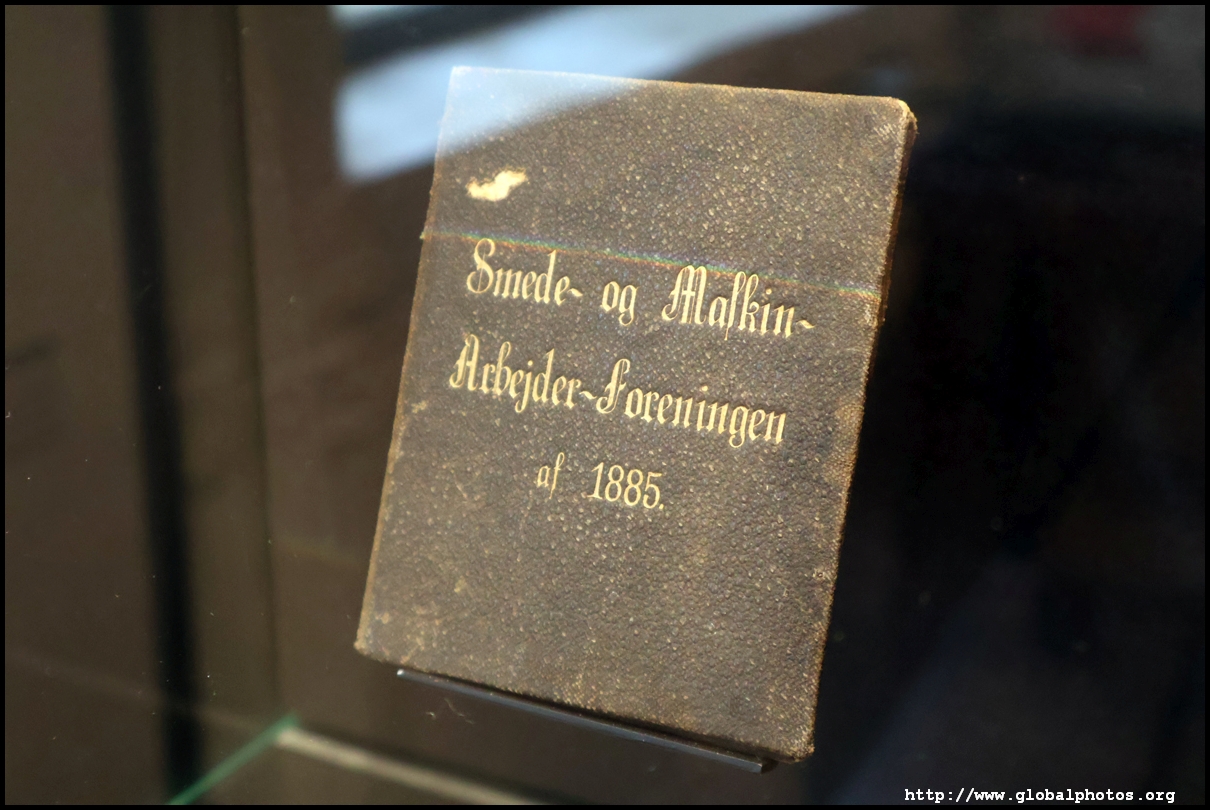 Smede- og Maſkin-
Arbejder-Foreningen
af 1885.
http://www.globalphotos.org